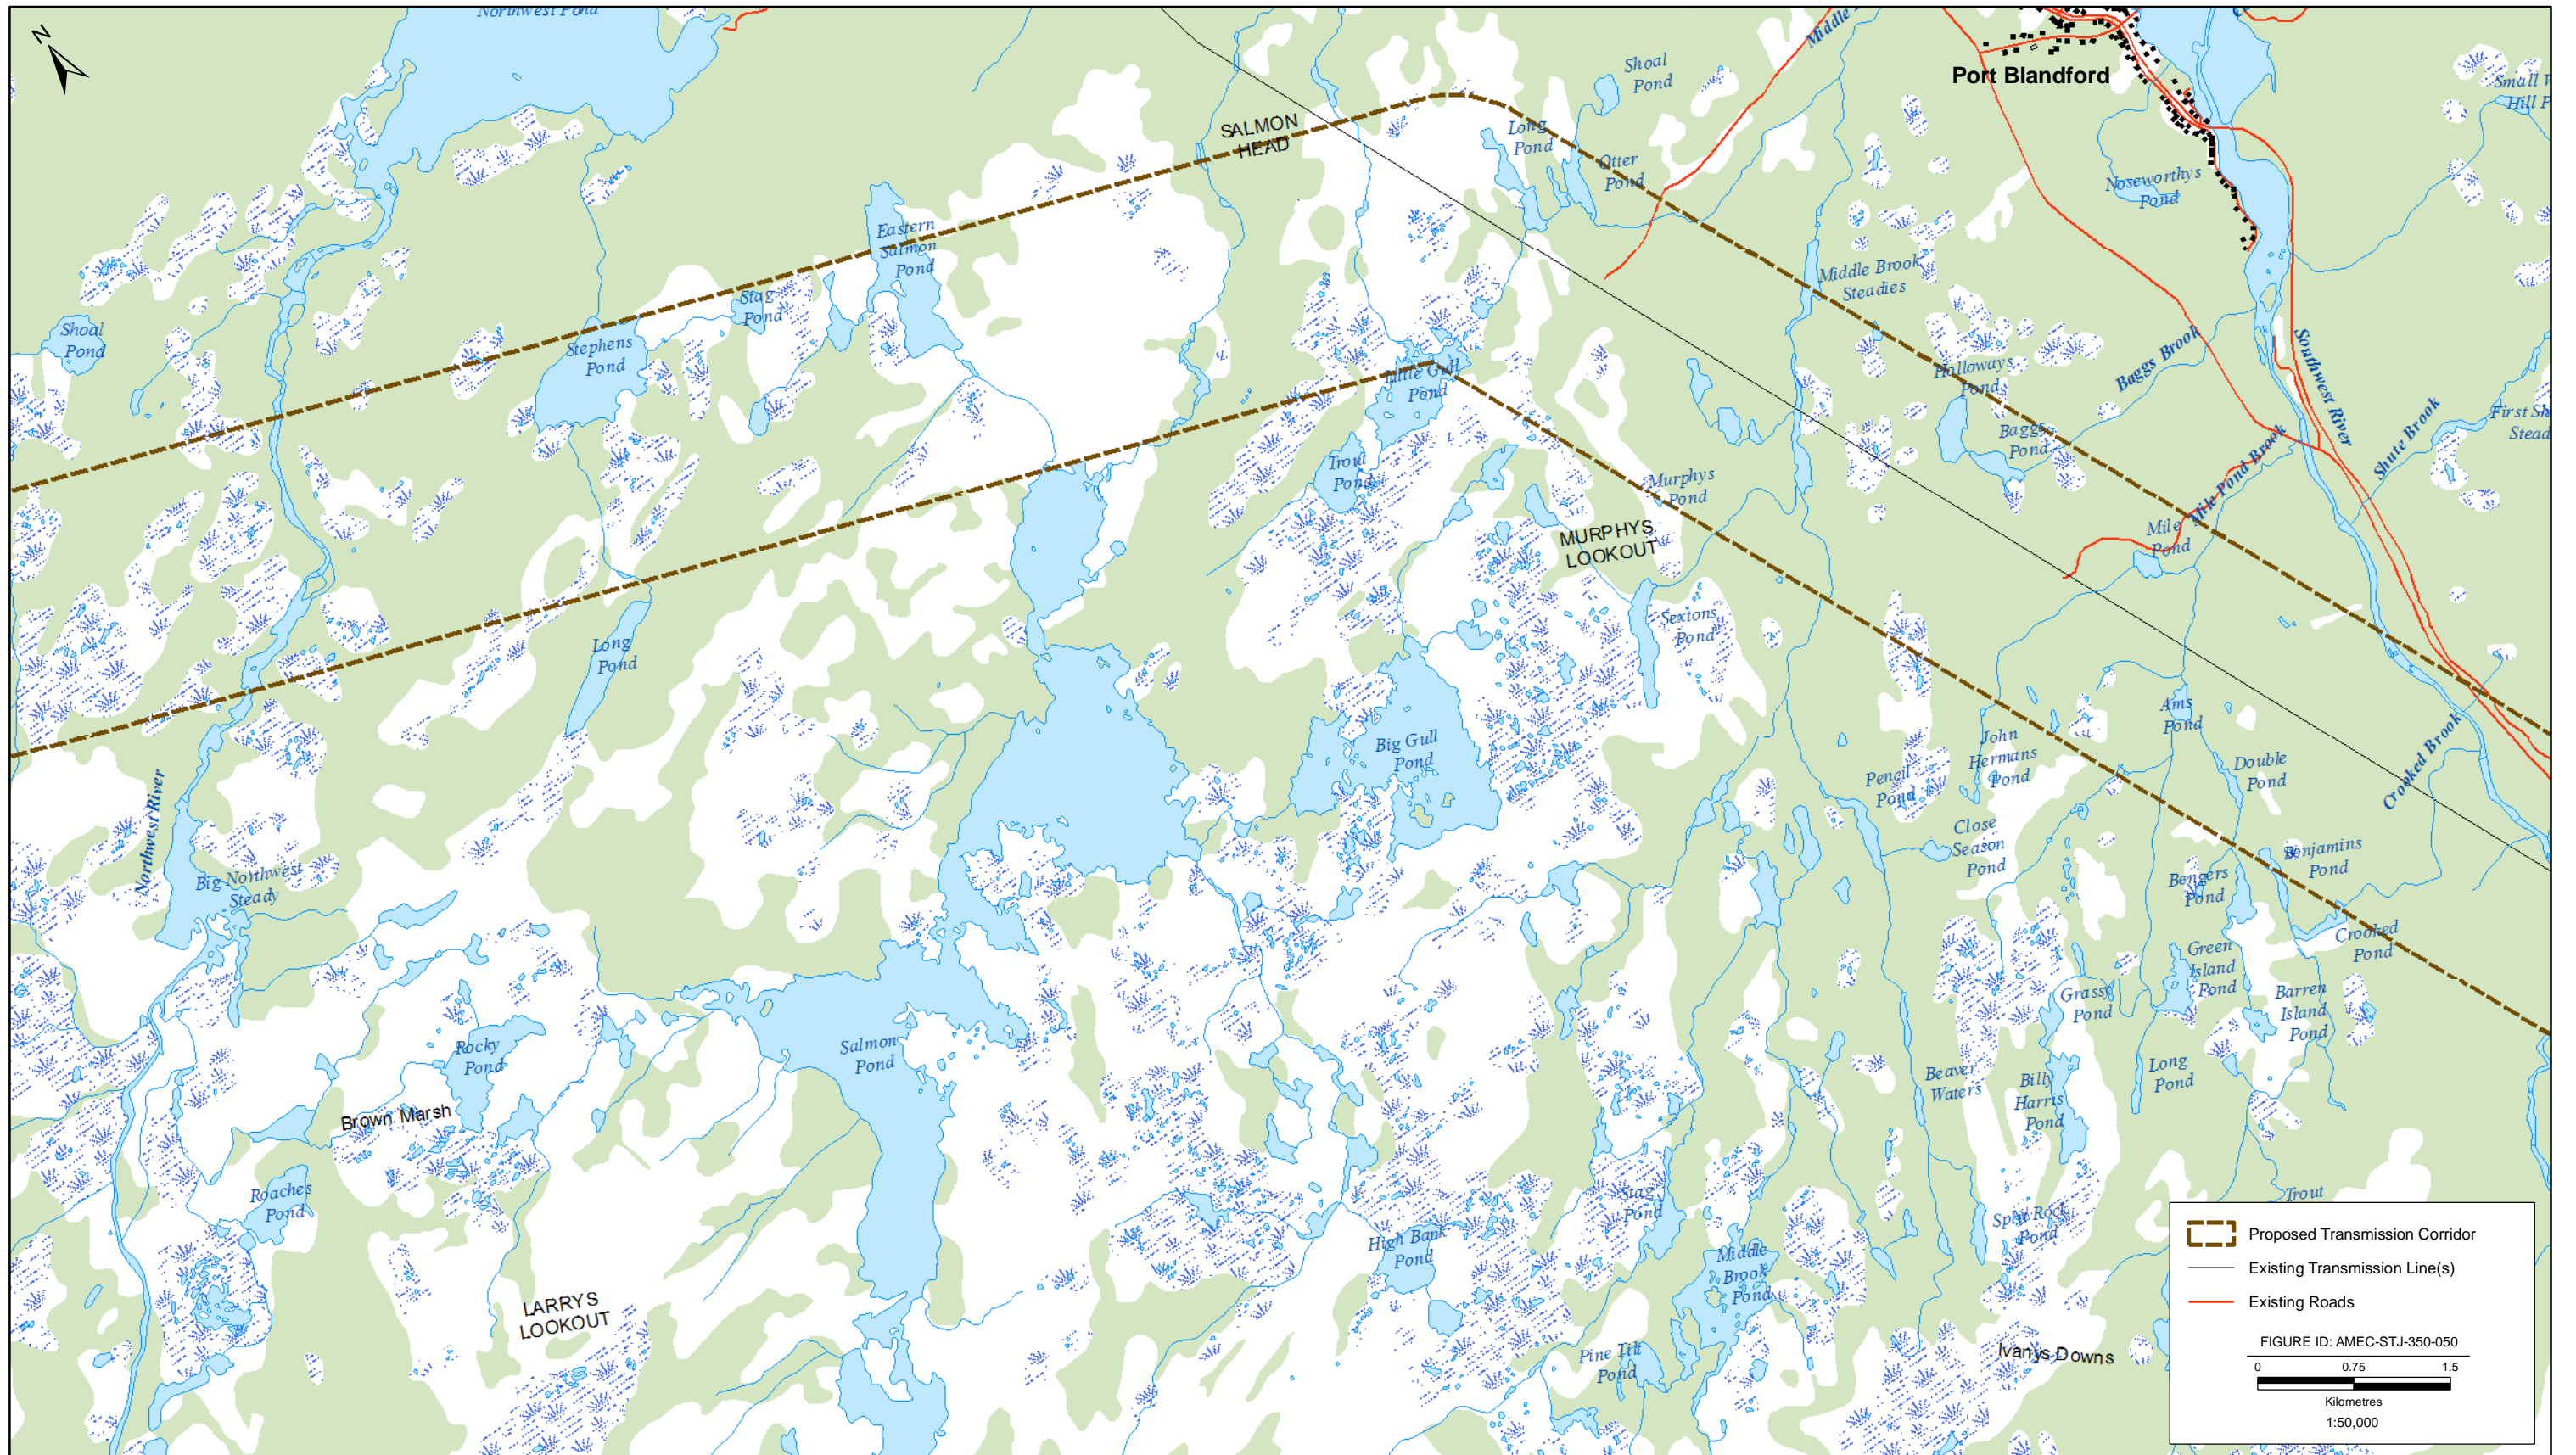 Northwest Pond
N
Port Blandford
Shoal
Pond
SALMON
HEAD
Long
Pond
Otter
Pond
Noseworthys
Pond
Eastern
Salmon
Pond
Middle Brook
Steadies
Stag
Pond
Shoal
Pond
Stephens
Pond
Little Gull
Pond
Holloways
Pond
Baggs Brook
Southwest River
Baggs
Pond
Shute Brook
Trout
Pond
Murphys
Pond
Mile Pond Brook
MURPHYS
LOOKOUT
Mile
Pond
Sextons
Pond
Long
Pond
Ams
Pond
Big Gull
Pond
John
Hermans
Pond
Double
Pond
Crooked Brook
Pencil
Pond
Northwest River
Close
Season
Pond
Benjamins
Pond
Bengers
Pond
Big Northwest
Steady
Crooked
Pond
Green
Island
Pond
Grassy
Pond
Barren
Island
Pond
Salmon
Pond
Rocky
Pond
Beaver
Waters
Billy
Harris
Pond
Long
Pond
Brown Marsh
Roaches
Pond
Stag
Pond
Split Rock
Pond
Trout
High Bank
Pond
Middle
Brook
Pond
LARRYS
LOOKOUT
Pine Tilt
Pond
Ivanys Downs
Proposed Transmission Corridor
Existing Transmission Line(s)
Existing Roads
FIGURE ID: AMEC-STJ-350-050
0 0.75 1.5
Kilometres
1:50,000